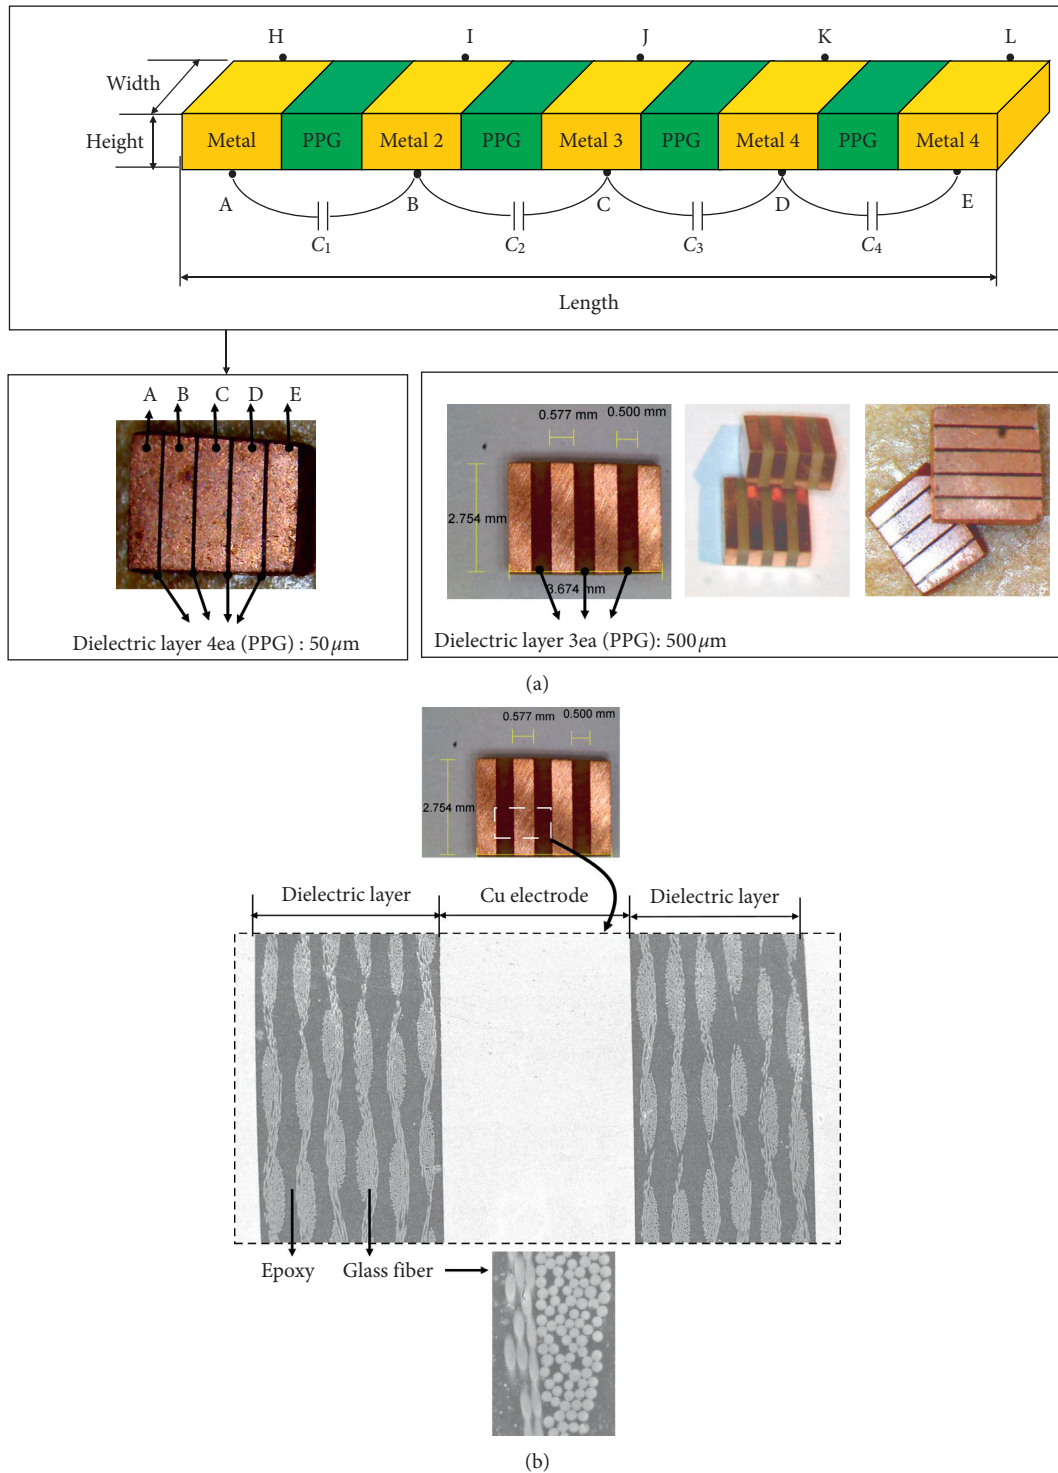 H I J K L
Width
Height
Metal PPG Metal 2 PPG Metal 3 PPG Metal 4 PPG Metal 4
A B C D E
C1 C2 C3 C4
Length
A B C D E
Dielectric layer 4ea (PPG) : 50 μm
0.577 mm 0.500 mm
2.754 mm
3.674 mm
Dielectric layer 3ea (PPG): 500 μm
(a)
0.577 mm 0.500 mm
2.754 mm
Dielectric layer Cu electrode Dielectric layer
Epoxy Glass fiber
(b)